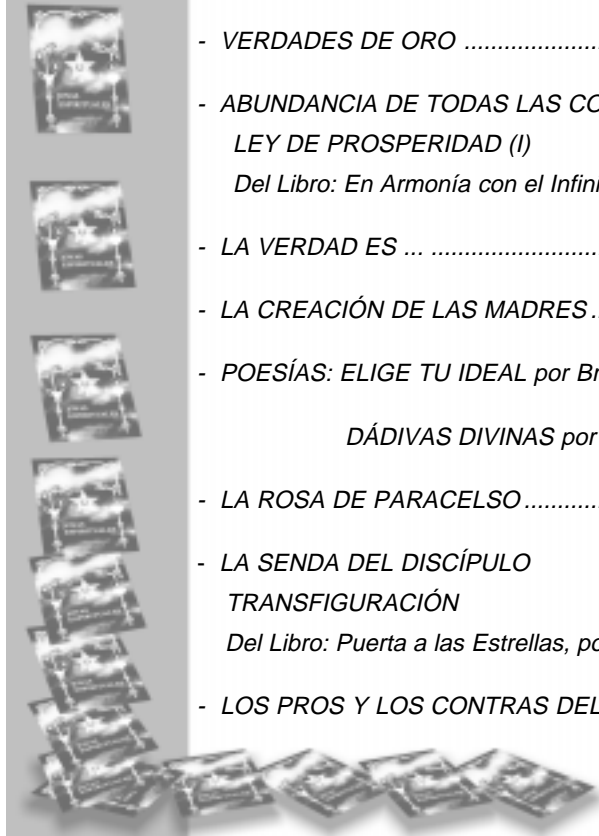 - VERDADES DE ORO ....................
- ABUNDANCIA DE TODAS LAS CO
LEY DE PROSPERIDAD (I)
Del Libro: En Armonía con el Infini
- LA VERDAD ES ... .........................
- LA CREACIÓN DE LAS MADRES ..
- POESÍAS: ELIGE TU IDEAL por Br
DÁDIVAS DIVINAS por
- LA ROSA DE PARACELSO ............
- LA SENDA DEL DISCÍPULO
TRANSFIGURACIÓN
Del Libro: Puerta a las Estrellas, po
- LOS PROS Y LOS CONTRAS DEL